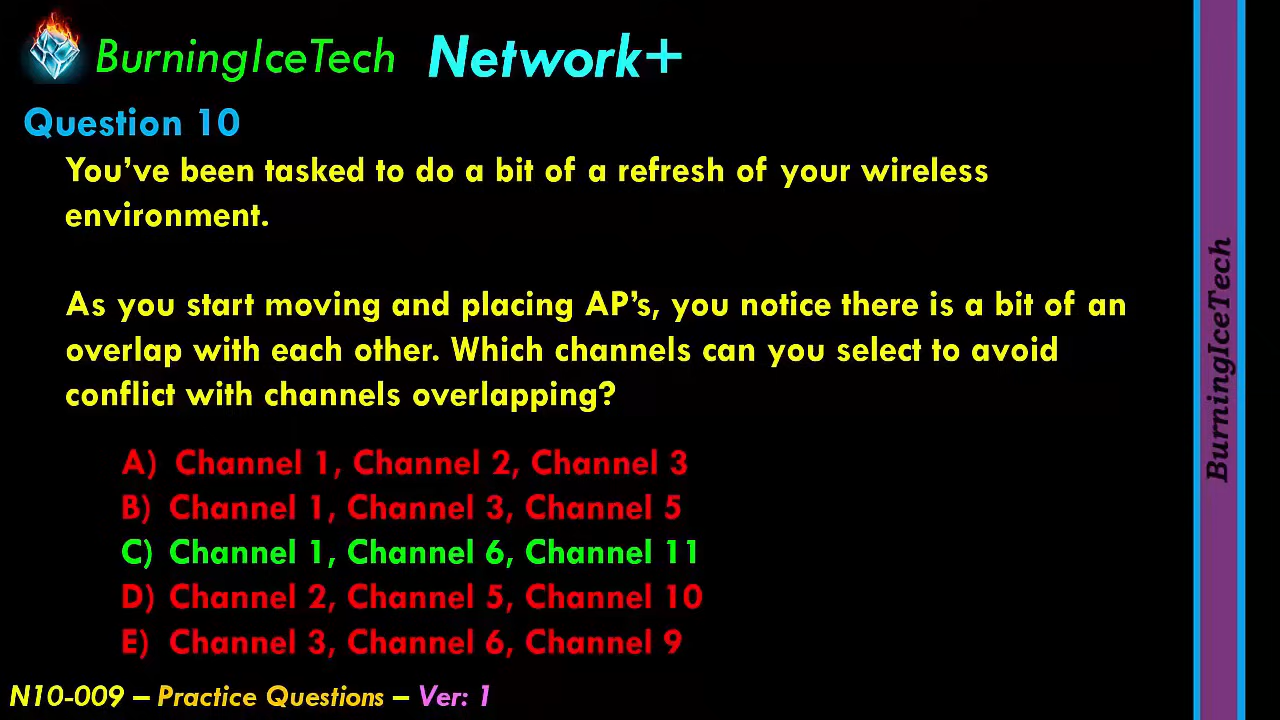 BurningIceTech Network+
Question 10
You’ve been tasked to do a bit of a refresh of your wireless
environment.
As you start moving and placing AP’s, you notice there is a bit of an
overlap with each other. Which channels can you select to avoid
conflict with channels overlapping?
A) Channel 1, Channel 2, Channel 3
B) Channel 1, Channel 3, Channel 5
C) Channel 1, Channel 6, Channel 11
D) Channel 2, Channel 5, Channel 10
E) Channel 3, Channel 6, Channel 9
N10-009 – Practice Questions – Ver: 1
BurningIceTech